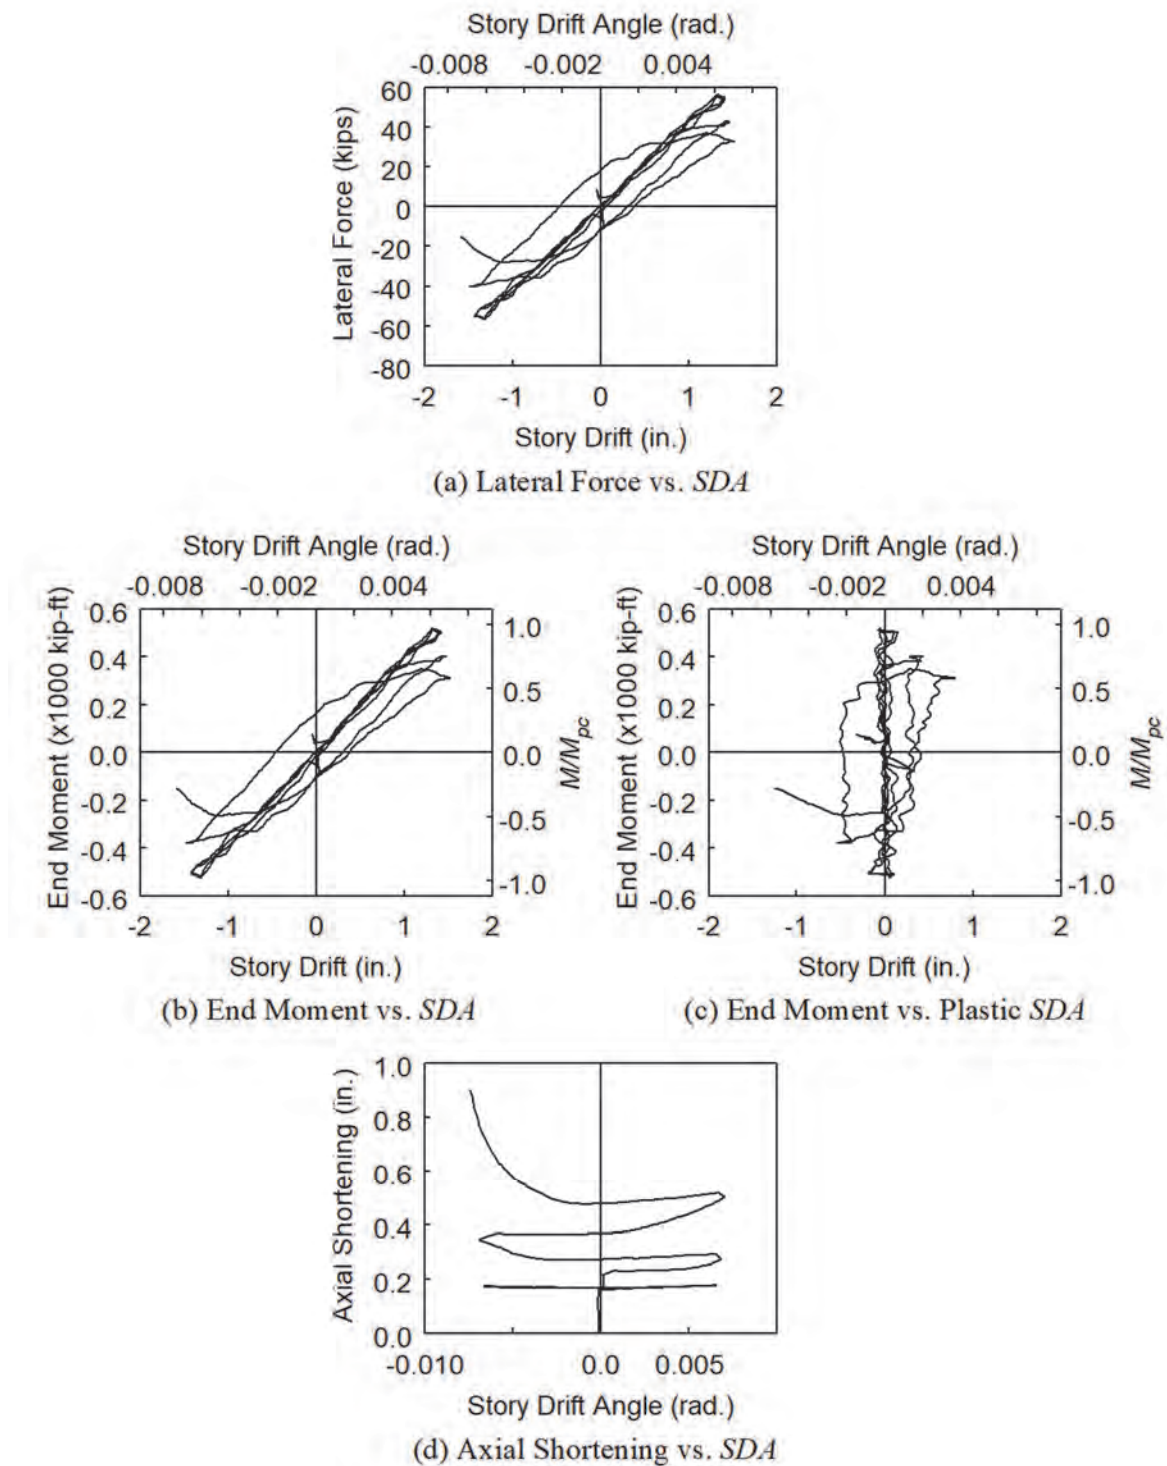 Story Drift Angle (rad.)
-0.008 -0.002 0.004
60
40
20
0
-20
-40
-60
-80
Lateral Force (kips)
-2 -1 0 1 2
Story Drift (in.)
(a) Lateral Force vs. SDA
Story Drift Angle (rad.)
-0.008 -0.002 0.004
0.6
0.4
0.2
0.0
-0.2
-0.4
-0.6
End Moment (x1000 kip-ft)
1.0
0.5
0.0
-0.5
-1.0
M/Mpc
-2 -1 0 1 2
Story Drift (in.)
(b) End Moment vs. SDA
Story Drift Angle (rad.)
-0.008 -0.002 0.004
0.6
0.4
0.2
0.0
-0.2
-0.4
-0.6
End Moment (x1000 kip-ft)
1.0
0.5
0.0
-0.5
-1.0
M/Mpc
-2 -1 0 1 2
Story Drift (in.)
(c) End Moment vs. Plastic SDA
1.0
0.8
0.6
0.4
0.2
0.0
Axial Shortening (in.)
-0.010 0.0 0.005
Story Drift Angle (rad.)
(d) Axial Shortening vs. SDA